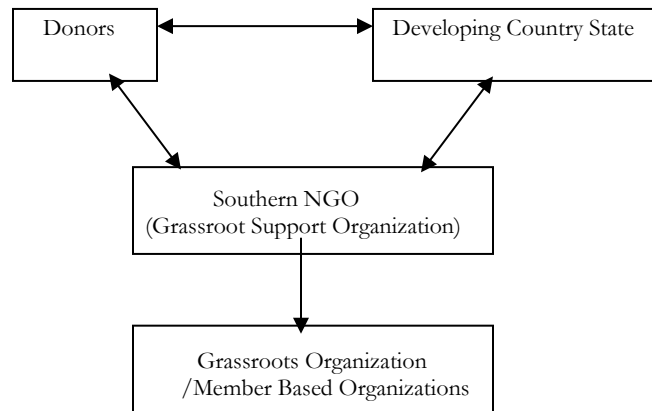 Donors
Developing Country State
Southern NGO
(Grassroot Support Organization)
Grassroots Organization
/Member Based Organizations